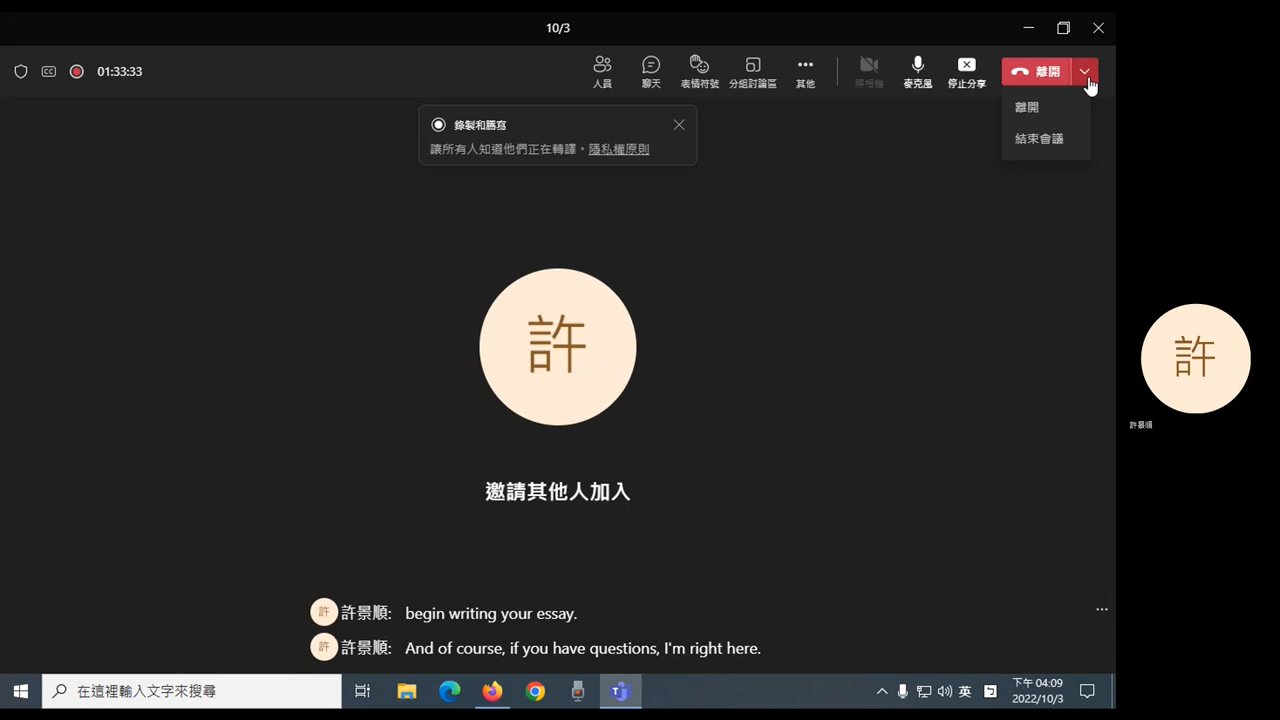 10/3
CC
01:33:33
人員
聊天
表情符號
分組討論區
其他
照相機
麥克風
停止分享
離開
離開
結束會議
錄製和謄寫
讓所有人知道他們正在轉譯。隱私權原則
許
邀請其他人加入
許
許景順
許 許景順: begin writing your essay.
許 許景順: And of course, if you have questions, I'm right here.
在這裡輸入文字來搜尋
英
下午 04:09
2022/10/3